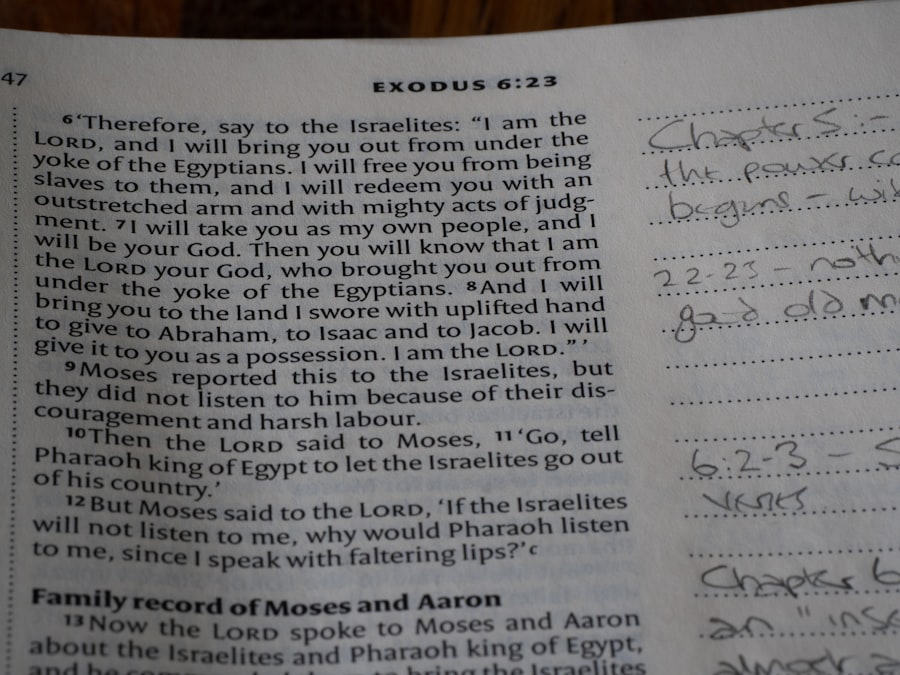 47
EXODUS 6:23
6‘Therefore, say to the Israelites: “I am the
LORD, and I will bring you out from under the
yoke of the Egyptians. I will free you from being
slaves to them, and I will redeem you with an
outstretched arm and with mighty acts of judg-
ment. 7I will take you as my own people, and I
will be your God. Then you will know that I am
the LORD your God, who brought you out from
under the yoke of the Egyptians. 8And I will
bring you to the land I swore with uplifted hand
to give to Abraham, to Isaac and to Jacob. I will
give it to you as a possession. I am the LORD.” ’
9Moses reported this to the Israelites, but
they did not listen to him because of their dis-
couragement and harsh labour.
10Then the LORD said to Moses, 11‘Go, tell
Pharaoh king of Egypt to let the Israelites go out
of his country.’
12But Moses said to the LORD, ‘If the Israelites
will not listen to me, why would Pharaoh listen
to me, since I speak with faltering lips?’c
Family record of Moses and Aaron
13Now the LORD spoke to Moses and Aaron
about the Israelites and Pharaoh king of Egypt,
and he bring the Israelites
Chapter 5 :-
the power
begins -
22-23 -
good old
6:2-3 -
verses
Chapter 6
an "
almost